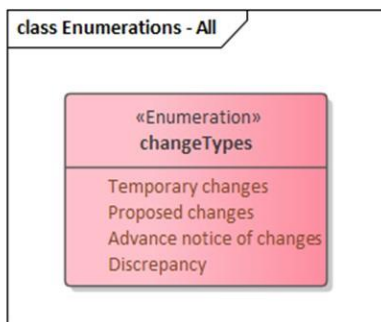 class Enumerations - All
«Enumeration»
changeTypes
Temporary changes
Proposed changes
Advance notice of changes
Discrepancy